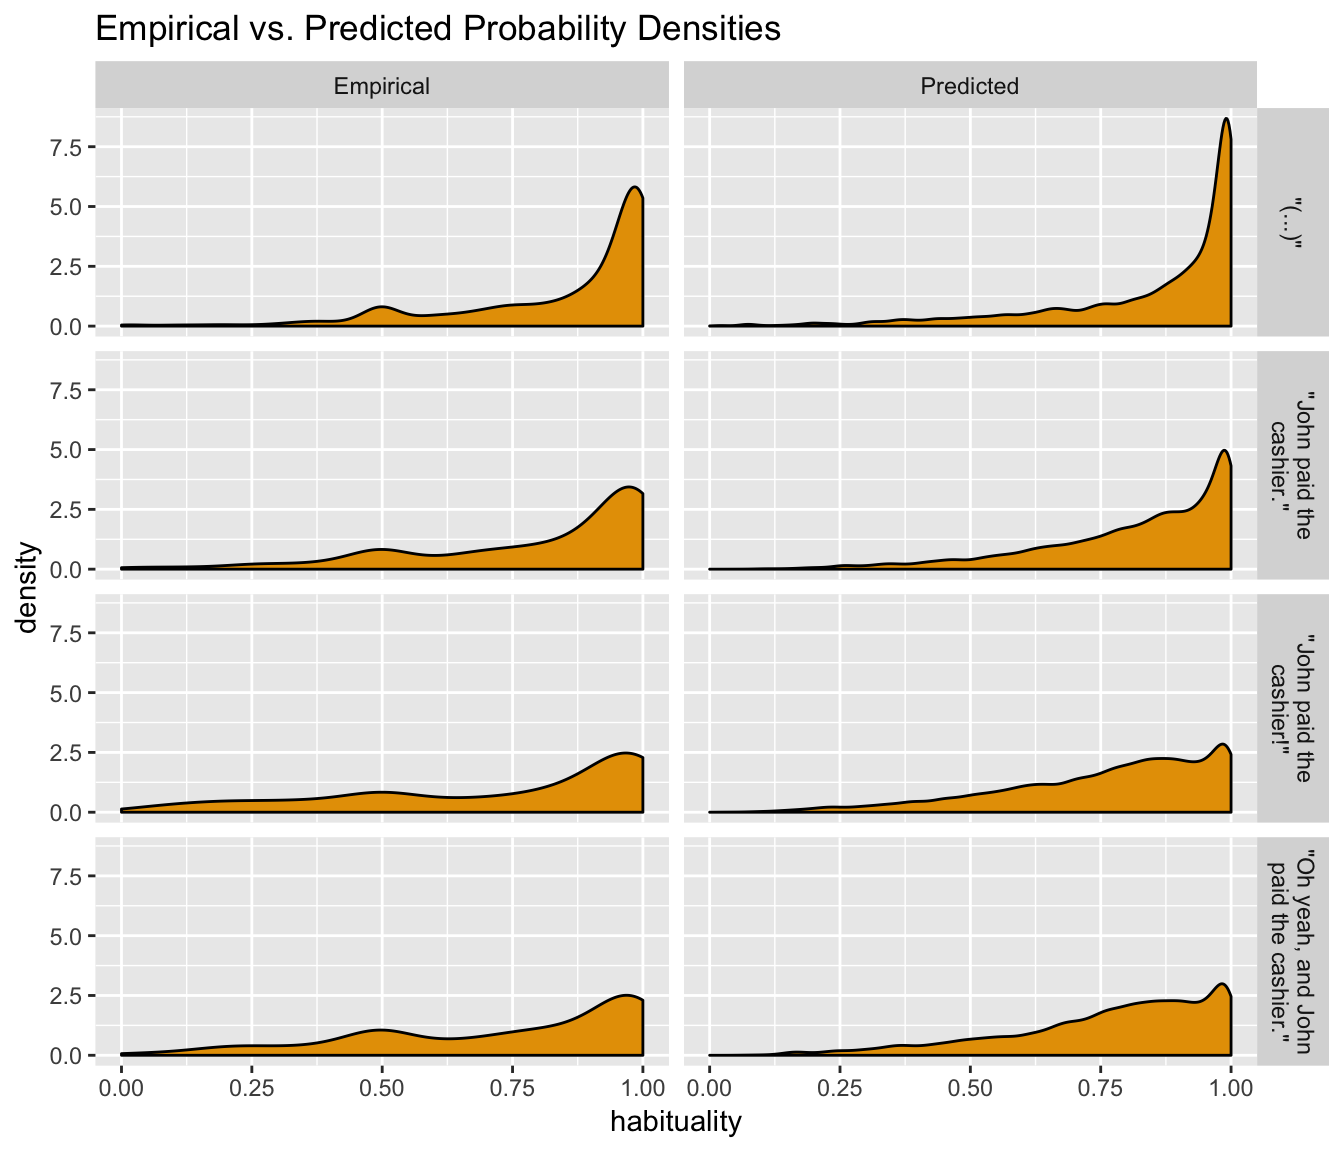 Empirical vs. Predicted Probability Densities
Empirical
Predicted
7.5
5.0
2.5
0.0
"(...)"
7.5
5.0
2.5
0.0
"John paid the
cashier."
7.5
5.0
2.5
0.0
"John paid the
cashier!"
7.5
5.0
2.5
0.0
"Oh yeah, and John
paid the cashier."
density
0.00 0.25 0.50 0.75 1.00
0.00 0.25 0.50 0.75 1.00
habituality